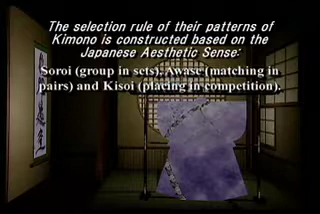 The selection rule of their patterns of
Kimono is constructed based on the
Japanese Aesthetic Sense:
Soroi (group in sets), Awase (matching in
pairs) and Kisoi (placing in competition).